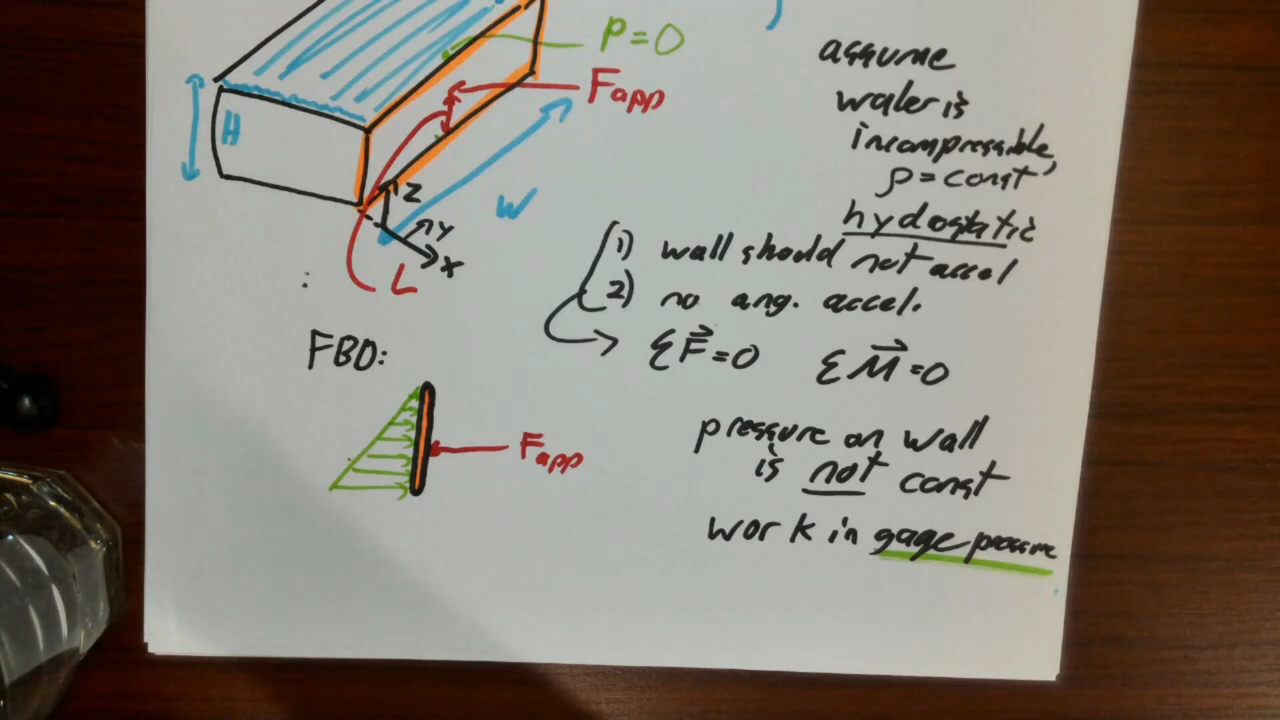 P=0
Fapp
H
W
Z
Y
X
L
assume
water is
incompressible,
ρ=const
hydostatic
1) wall should not accel
2) no ang. accel.
ΣF⃗=0 ΣM⃗=0
FBD:
Fapp
pressure on wall
is not const
work in gage pressure